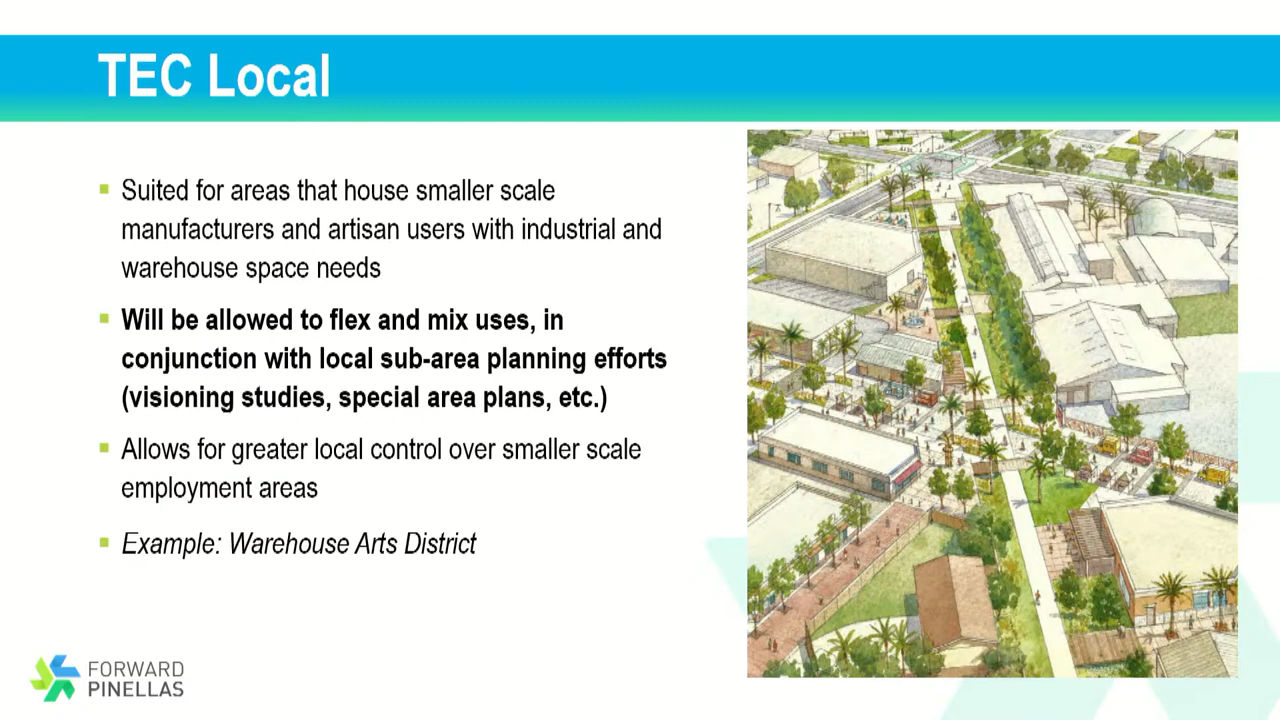 TEC Local
Suited for areas that house smaller scale
manufacturers and artisan users with industrial and
warehouse space needs
Will be allowed to flex and mix uses, in
conjunction with local sub-area planning efforts
(visioning studies, special area plans, etc.)
Allows for greater local control over smaller scale
employment areas
Example: Warehouse Arts District
FORWARD
PINELLAS